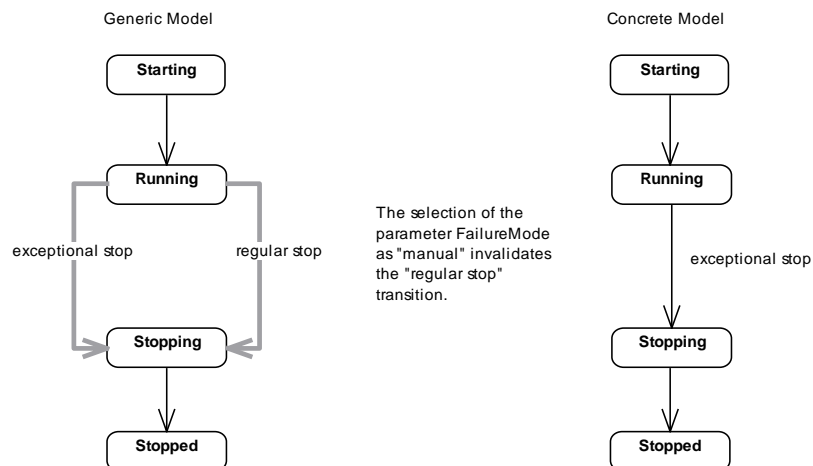 Generic Model
Starting
Running
exceptional stop
regular stop
Stopping
Stopped
The selection of the
parameter FailureMode
as "manual" invalidates
the "regular stop"
transition.
Concrete Model
Starting
Running
exceptional stop
Stopping
Stopped